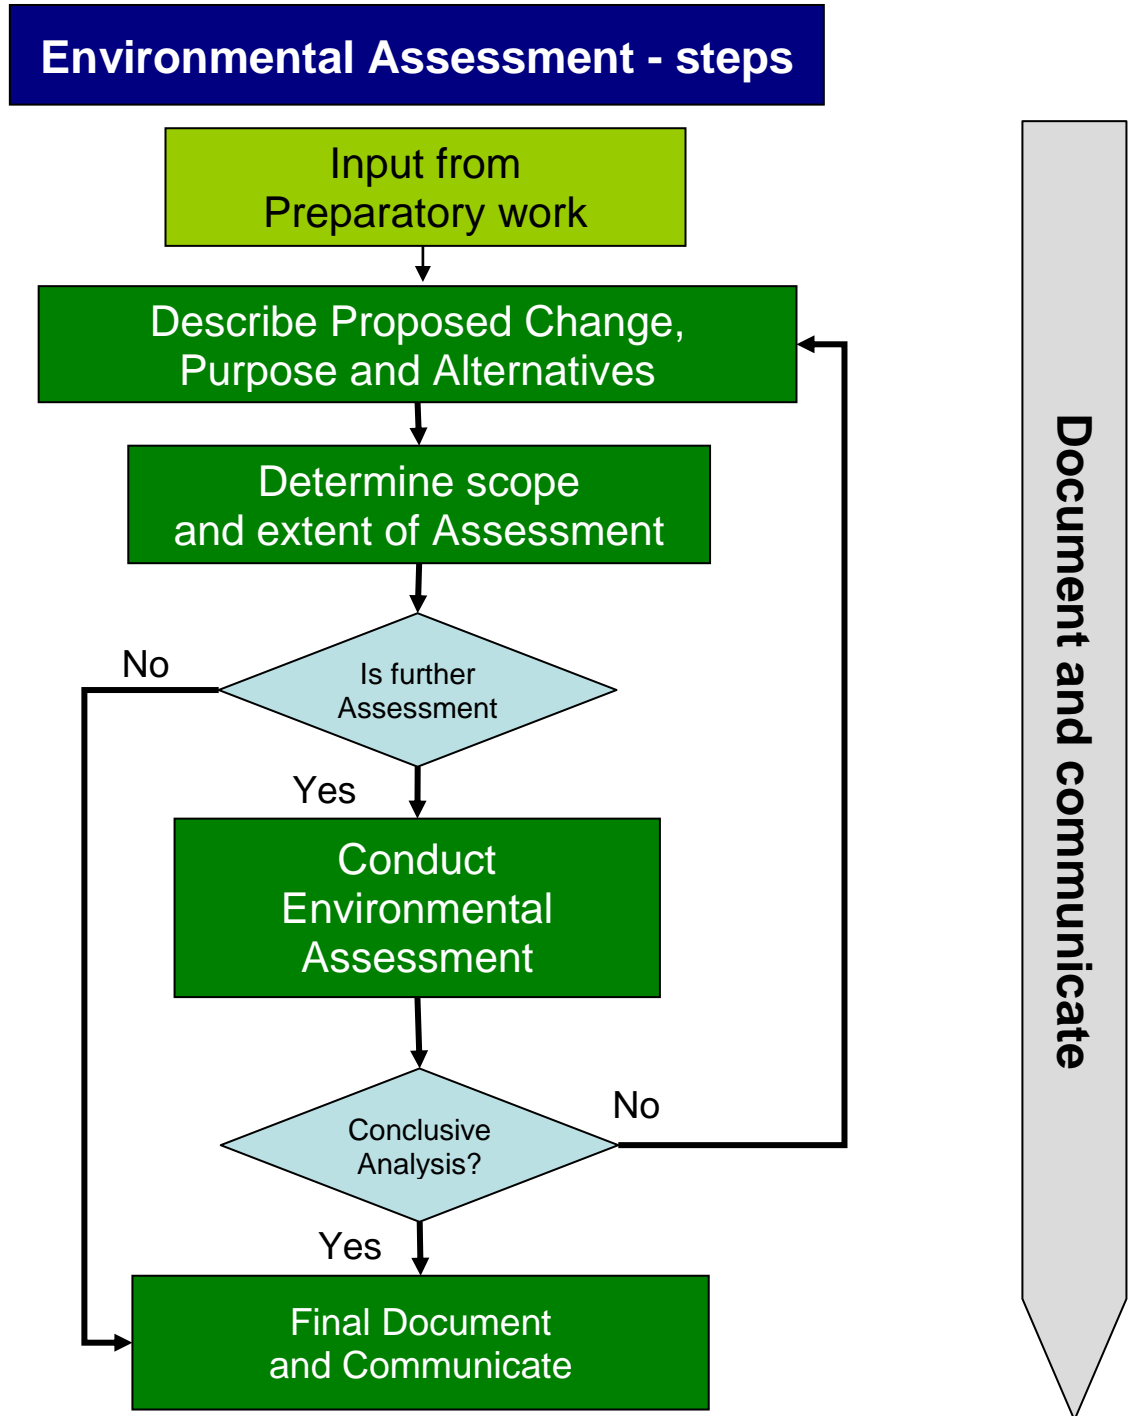 Environmental Assessment - steps
Input from
Preparatory work
Describe Proposed Change,
Purpose and Alternatives
Determine scope
and extent of Assessment
No
Is further
Assessment
Yes
Conduct
Environmental
Assessment
No
Conclusive
Analysis?
Yes
Final Document
and Communicate
Document and communicate